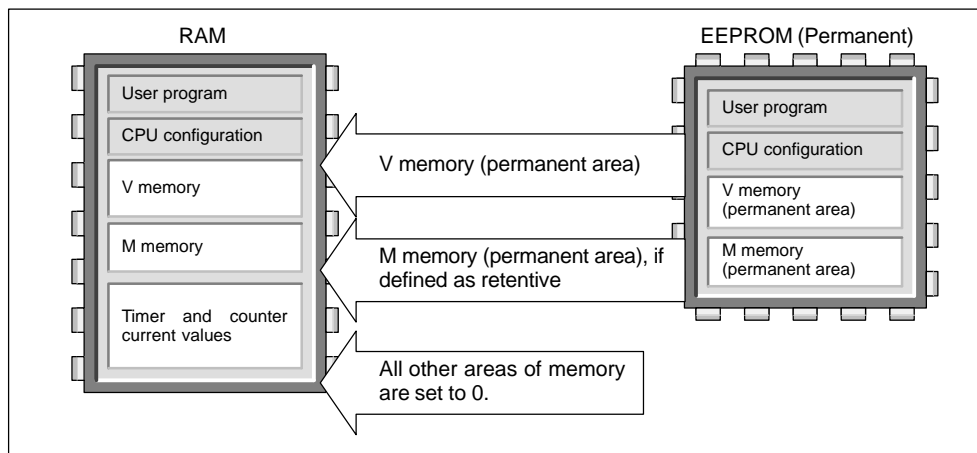 RAM
User program
CPU configuration
V memory
M memory
Timer and counter
current values
V memory (permanent area)
M memory (permanent area), if
defined as retentive
All other areas of memory
are set to 0.
EEPROM (Permanent)
User program
CPU configuration
V memory
(permanent area)
M memory
(permanent area)